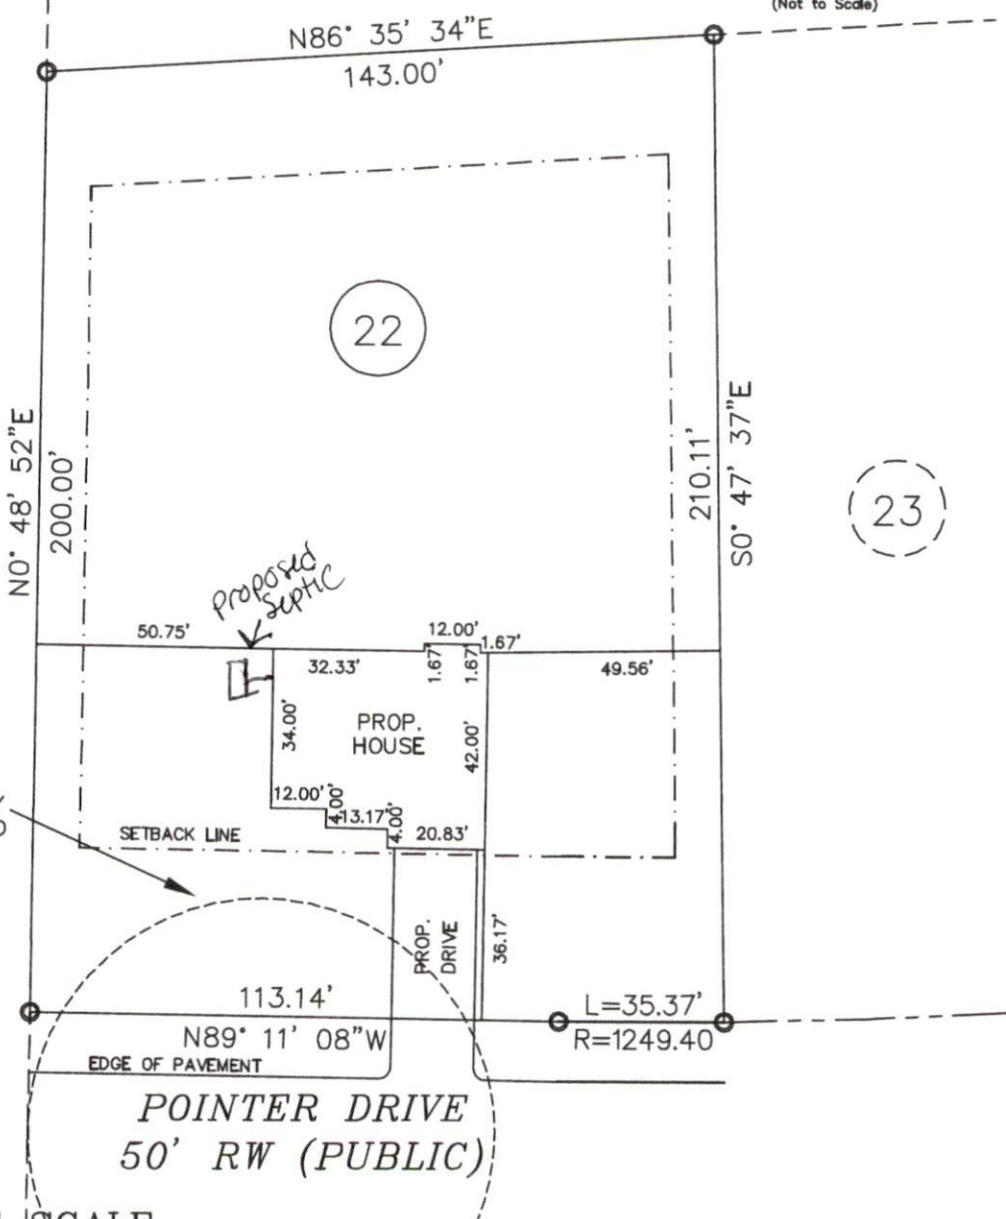 (Not to Scale)
N86° 35' 34"E
143.00'
22
N0° 48' 52"E
200.00'
210.11'
S0° 47' 37"E
23
Proposed
Septic
50.75'
12.00'
1.67'
32.33'
1.67'
1.67'
49.56'
34.00'
PROP.
HOUSE
42.00'
12.00'
4.00'
13.17'
4.00'
20.83'
SETBACK LINE
PROP.
DRIVE
36.17'
113.14'
L=35.37'
N89° 11' 08"W
R=1249.40
EDGE OF PAVEMENT
POINTER DRIVE
50' RW (PUBLIC)
SCALE